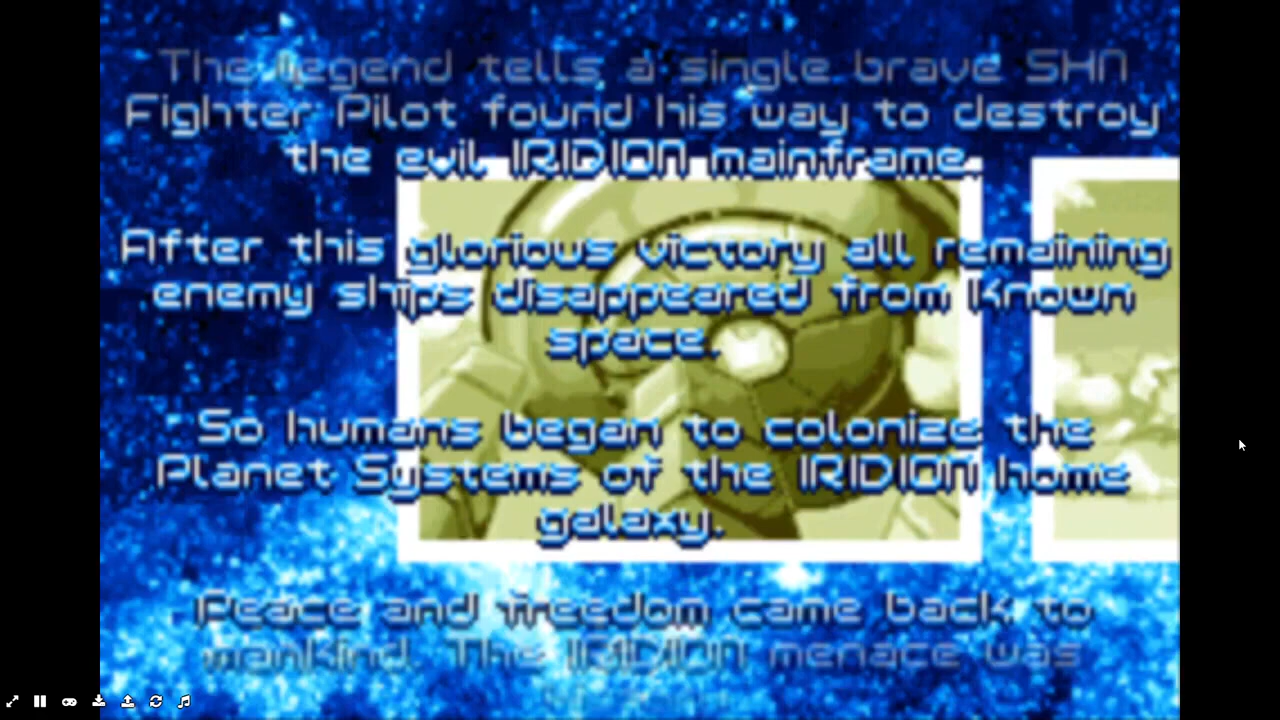 The legend tells a single brave SHN
Fighter Pilot found his way to destroy
the evil IRIDION mainframe.
After this glorious victory all remaining
enemy ships disappeared from known
space.
So humans began to colonize the
Planet Systems of the IRIDION home
galaxy.
Peace and freedom came back to
mankind. The IRIDION menace was